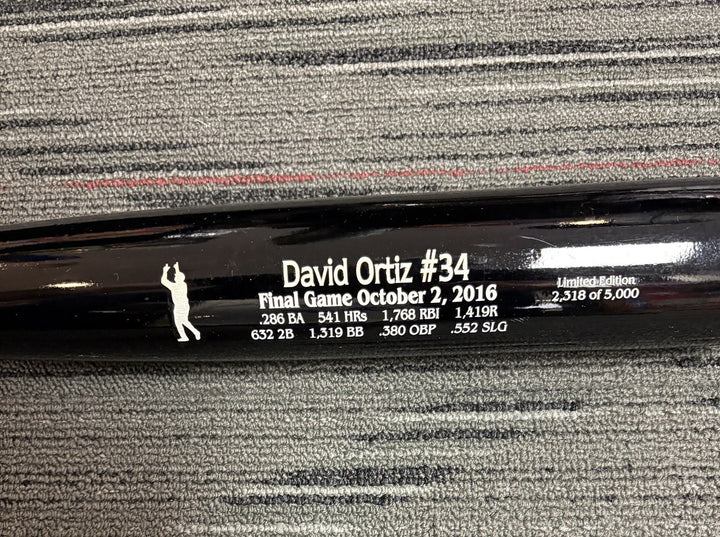 David Ortiz #34
Final Game October 2, 2016
.286 BA 541 HRs 1,768 RBI 1,419R
632 2B 1,319 BB .380 OBP .552 SLG
Limited Edition
2,318 of 5,000